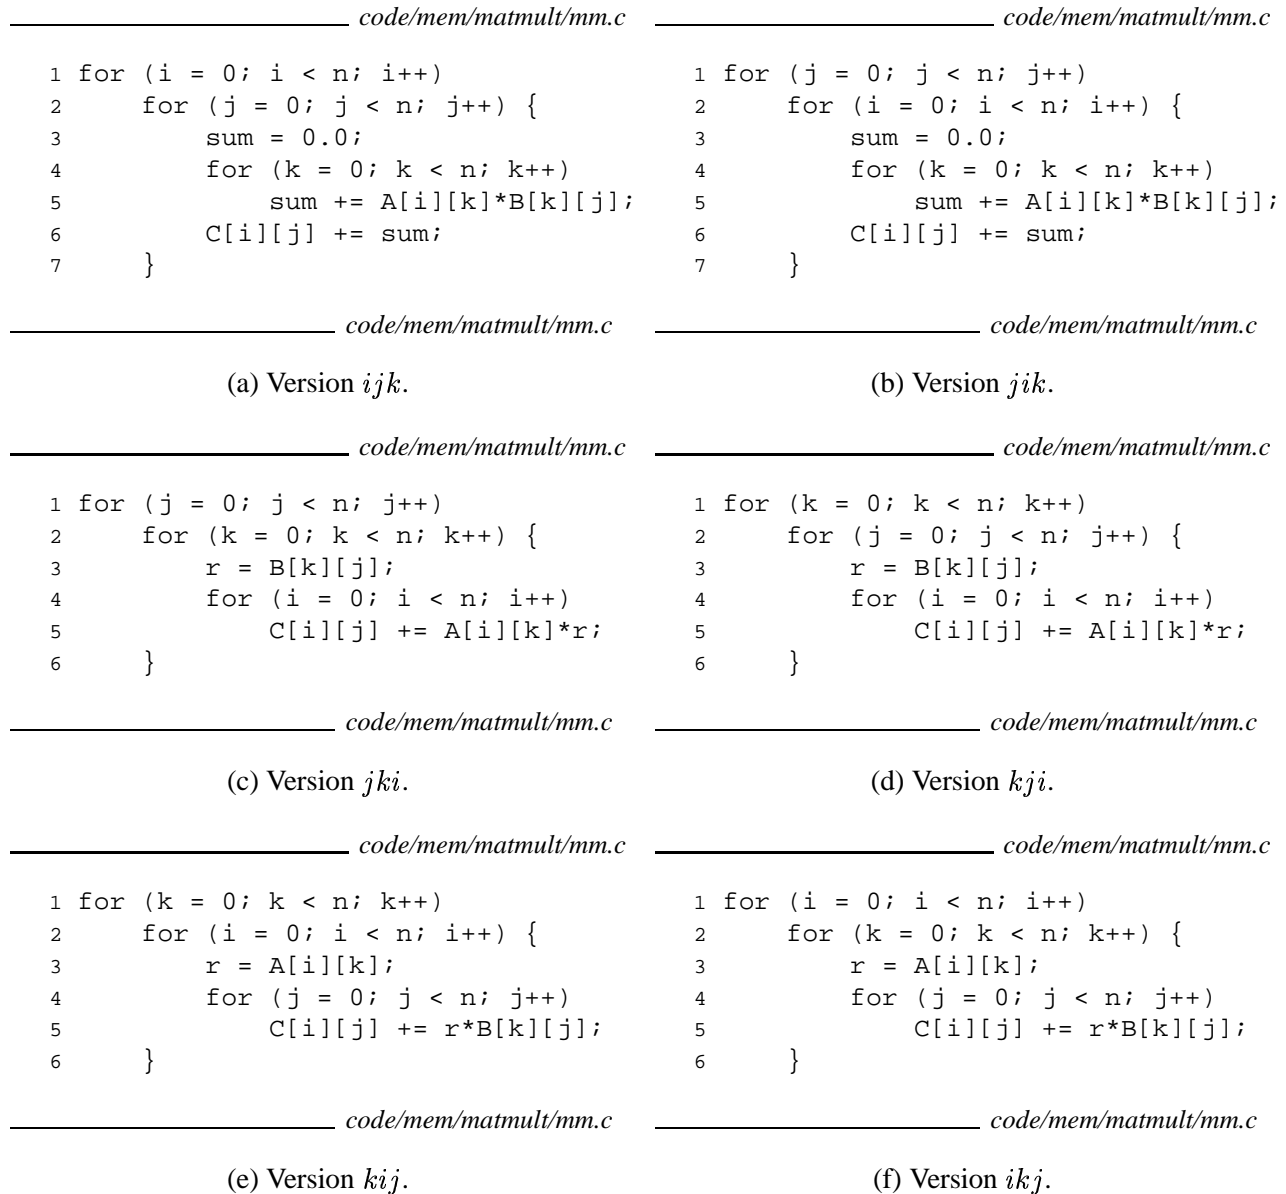 code/mem/matmult/mm.c
1 for (i = 0; i < n; i++)
2     for (j = 0; j < n; j++) {
3         sum = 0.0;
4         for (k = 0; k < n; k++)
5             sum += A[i][k]*B[k][j];
6         C[i][j] += sum;
7     }
code/mem/matmult/mm.c
(a) Version ijk.
code/mem/matmult/mm.c
1 for (j = 0; j < n; j++)
2     for (i = 0; i < n; i++) {
3         sum = 0.0;
4         for (k = 0; k < n; k++)
5             sum += A[i][k]*B[k][j];
6         C[i][j] += sum;
7     }
code/mem/matmult/mm.c
(b) Version jik.
code/mem/matmult/mm.c
1 for (j = 0; j < n; j++)
2     for (k = 0; k < n; k++) {
3         r = B[k][j];
4         for (i = 0; i < n; i++)
5             C[i][j] += A[i][k]*r;
6     }
code/mem/matmult/mm.c
(c) Version jki.
code/mem/matmult/mm.c
1 for (k = 0; k < n; k++)
2     for (j = 0; j < n; j++) {
3         r = B[k][j];
4         for (i = 0; i < n; i++)
5             C[i][j] += A[i][k]*r;
6     }
code/mem/matmult/mm.c
(d) Version kji.
code/mem/matmult/mm.c
1 for (k = 0; k < n; k++)
2     for (i = 0; i < n; i++) {
3         r = A[i][k];
4         for (j = 0; j < n; j++)
5             C[i][j] += r*B[k][j];
6     }
code/mem/matmult/mm.c
(e) Version kij.
code/mem/matmult/mm.c
1 for (i = 0; i < n; i++)
2     for (k = 0; k < n; k++) {
3         r = A[i][k];
4         for (j = 0; j < n; j++)
5             C[i][j] += r*B[k][j];
6     }
code/mem/matmult/mm.c
(f) Version ikj.